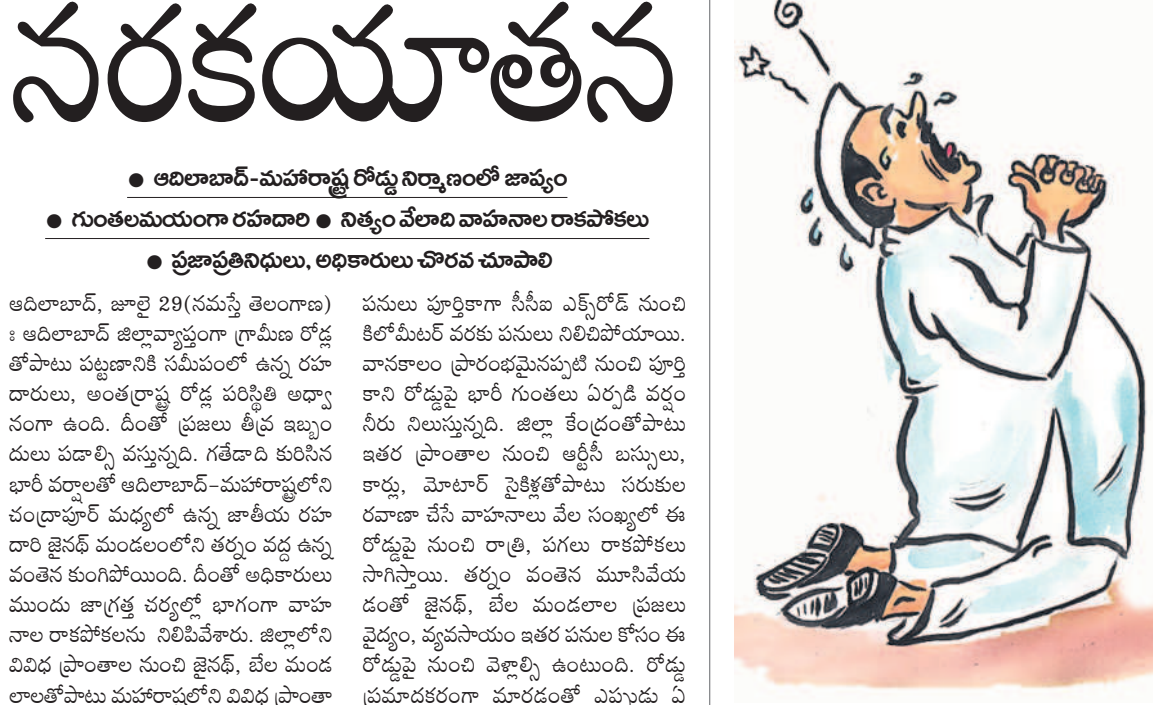 నరకయాతన
● ఆదిలాబాద్-మహారాష్ట్ర రోడ్డు నిర్మాణంలో జాప్యం
● గుంతలమయంగా రహదారి ● నిత్యం వేలాది వాహనాల రాకపోకలు
● ప్రజాప్రతినిధులు, అధికారులు చొరవ చూపాలి
ఆదిలాబాద్, జూలై 29(నమస్తే తెలంగాణ)
: ఆదిలాబాద్ జిల్లావ్యాప్తంగా గ్రామీణ రోడ్ల
తోపాటు పట్టణానికి సమీపంలో ఉన్న రహ
దారులు, అంతర్రాష్ట్ర రోడ్ల పరిస్థితి అధ్వా
నంగా ఉంది. దీంతో ప్రజలు తీవ్ర ఇబ్బం
దులు పడాల్సి వస్తున్నది. గతేడాది కురిసిన
భారీ వర్షాలతో ఆదిలాబాద్-మహారాష్ట్రలోని
చంద్రాపూర్ మధ్యలో ఉన్న జాతీయ రహ
దారి జైనథ్ మండలంలోని తర్నం వద్ద ఉన్న
వంతెన కుంగిపోయింది. దీంతో అధికారులు
ముందు జాగ్రత్త చర్యల్లో భాగంగా వాహ
నాల రాకపోకలను నిలిపివేశారు. జిల్లాలోని
వివిధ ప్రాంతాల నుంచి జైనథ్, బేల మండ
లాలతోపాటు మహారాష్ట్రలోని వివిధ ప్రాంతా
పనులు పూర్తికాగా సీసీఐ ఎక్స్‌రోడ్ నుంచి
కిలోమీటర్ వరకు పనులు నిలిచిపోయాయి.
వానకాలం ప్రారంభమైనప్పటి నుంచి పూర్తి
కాని రోడ్డుపై భారీ గుంతలు ఏర్పడి వర్షం
నీరు నిలుస్తున్నది. జిల్లా కేంద్రంతోపాటు
ఇతర ప్రాంతాల నుంచి ఆర్టీసీ బస్సులు,
కార్లు, మోటార్ సైకిళ్లతోపాటు సరుకుల
రవాణా చేసే వాహనాలు వేల సంఖ్యలో ఈ
రోడ్డుపై నుంచి రాత్రి, పగలు రాకపోకలు
సాగిస్తాయి. తర్నం వంతెన మూసివేయ
డంతో జైనథ్, బేల మండలాల ప్రజలు
వైద్యం, వ్యవసాయం ఇతర పనుల కోసం ఈ
రోడ్డుపై నుంచి వెళ్లాల్సి ఉంటుంది. రోడ్డు
ప్రమాదకరంగా మారడంతో ఎప్పుడు ఏ